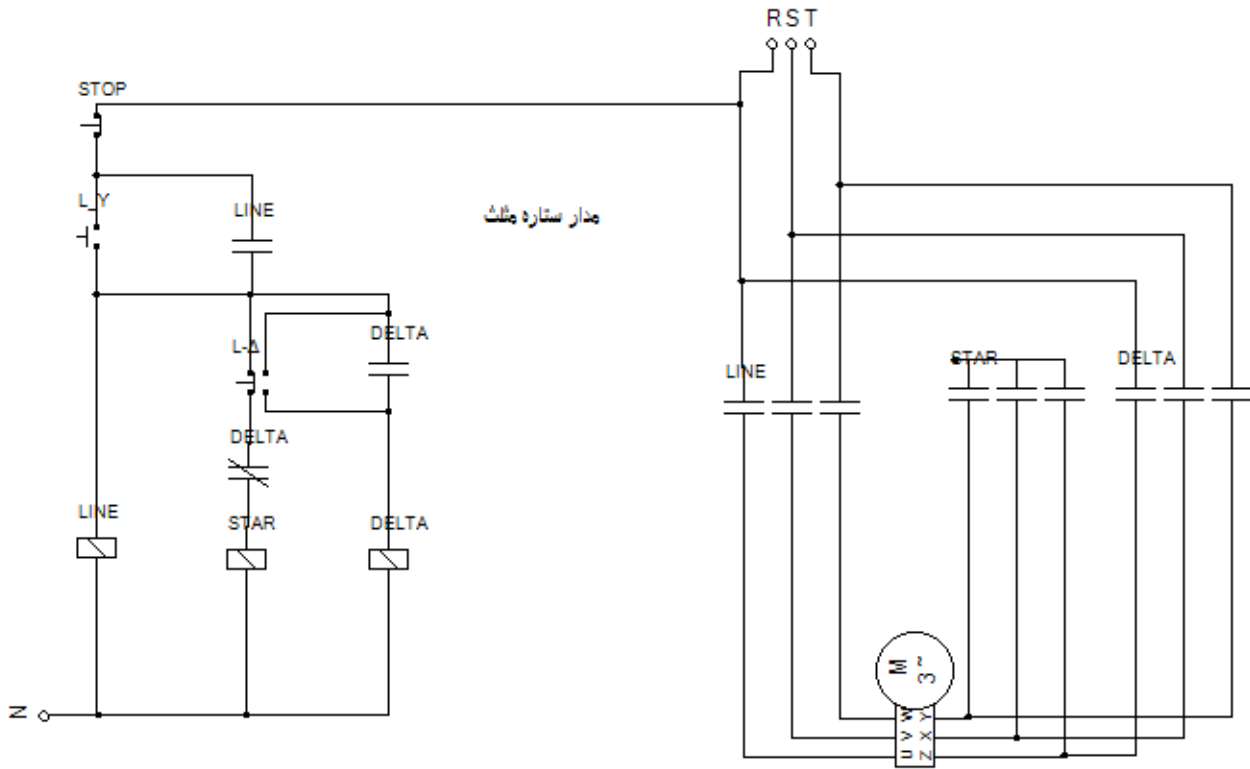 R S T
STOP
L_Y
LINE
مدار ستاره مثلث
DELTA
L-Δ
LINE
STAR
DELTA
DELTA
LINE
STAR
DELTA
M
3~
U V W
Z X Y
N